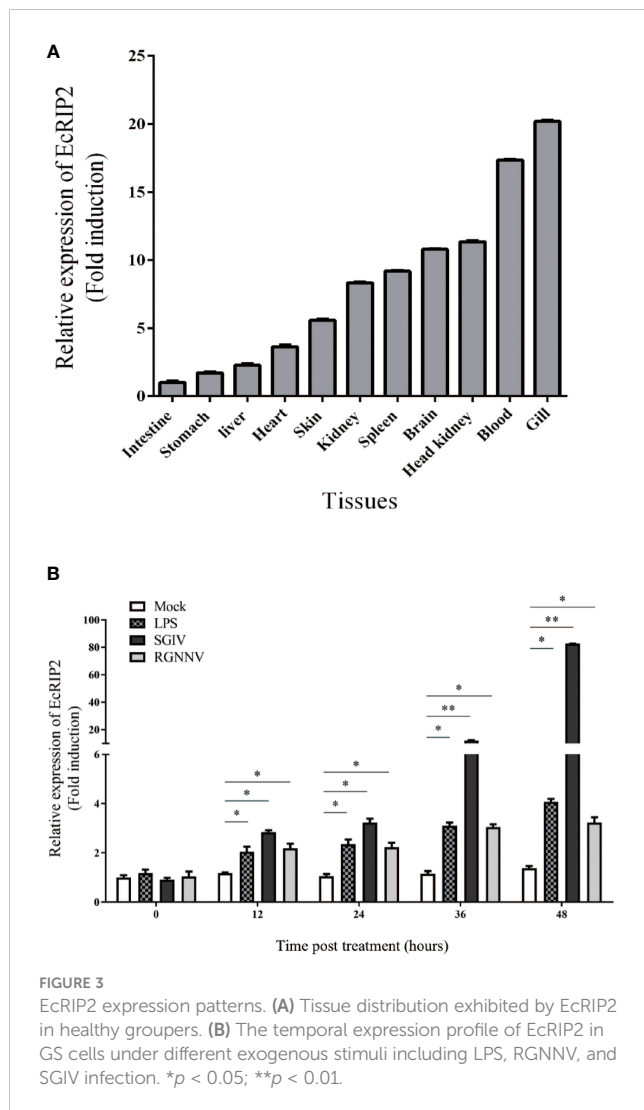 A
Relative expression of EcRIP2
(Fold induction)
25
20
15
10
5
0
Intestine
Stomach
liver
Heart
Skin
Kidney
Spleen
Brain
Head kidney
Blood
Gill
Tissues
B
Mock
LPS
SGIV
RGNNV
Relative expression of EcRIP2
(Fold induction)
100
80
60
40
20
6
4
2
0
*
*
*
*
*
*
*
**
*
*
**
*
0 12 24 36 48
Time post treatment (hours)
FIGURE 3
EcRIP2 expression patterns. (A) Tissue distribution exhibited by EcRIP2
in healthy groupers. (B) The temporal expression profile of EcRIP2 in
GS cells under different exogenous stimuli including LPS, RGNNV, and
SGIV infection. *p < 0.05; **p < 0.01.